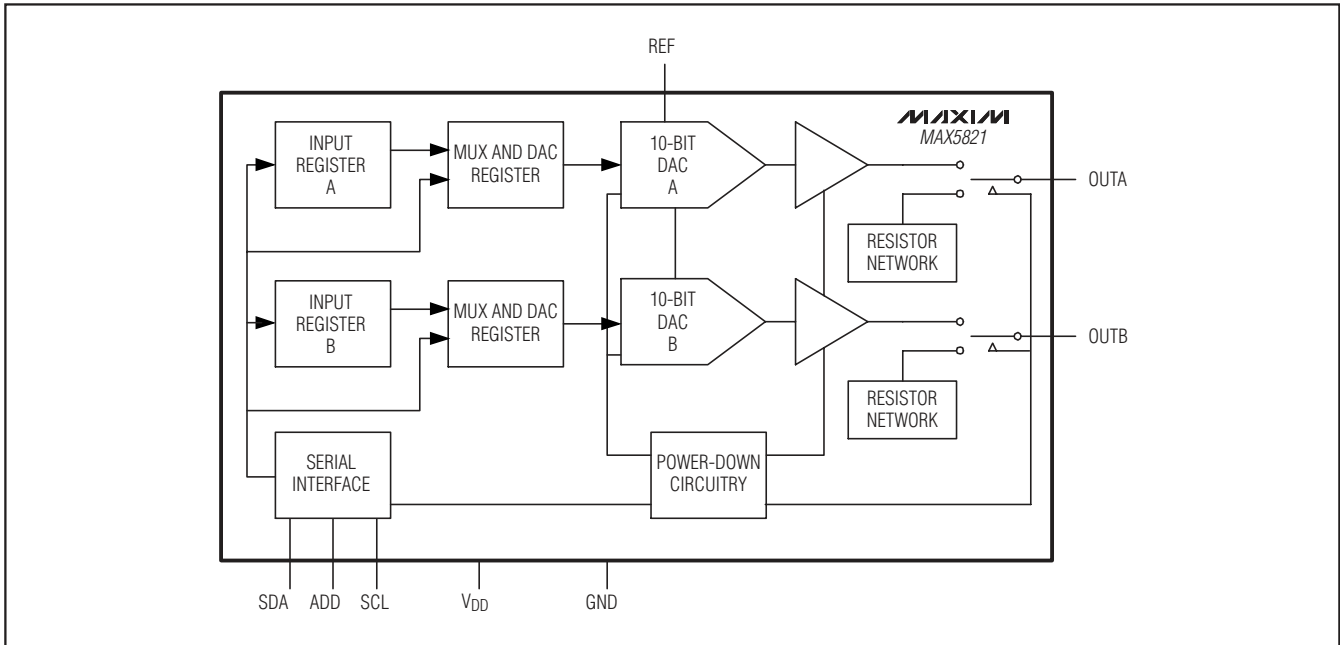 REF
MAXIM
MAX5821
INPUT
REGISTER
A
MUX AND DAC
REGISTER
10-BIT
DAC
A
OUTA
RESISTOR
NETWORK
INPUT
REGISTER
B
MUX AND DAC
REGISTER
10-BIT
DAC
B
OUTB
RESISTOR
NETWORK
SERIAL
INTERFACE
POWER-DOWN
CIRCUITRY
SDA ADD SCL VDD GND